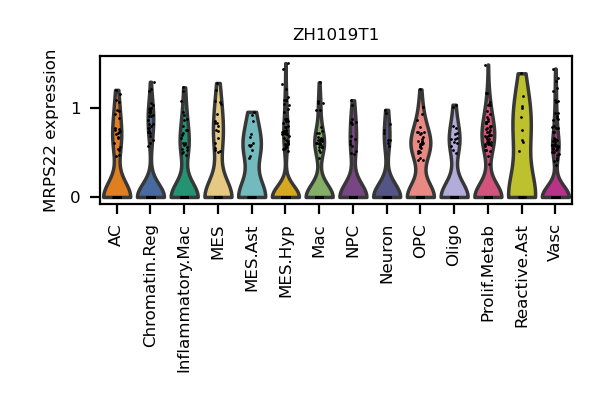 ZH1019T1
MRPS22 expression
1
0
AC
Chromatin.Reg
Inflammatory.Mac
MES
MES.Ast
MES.Hyp
Mac
NPC
Neuron
OPC
Oligo
Prolif.Metab
Reactive.Ast
Vasc